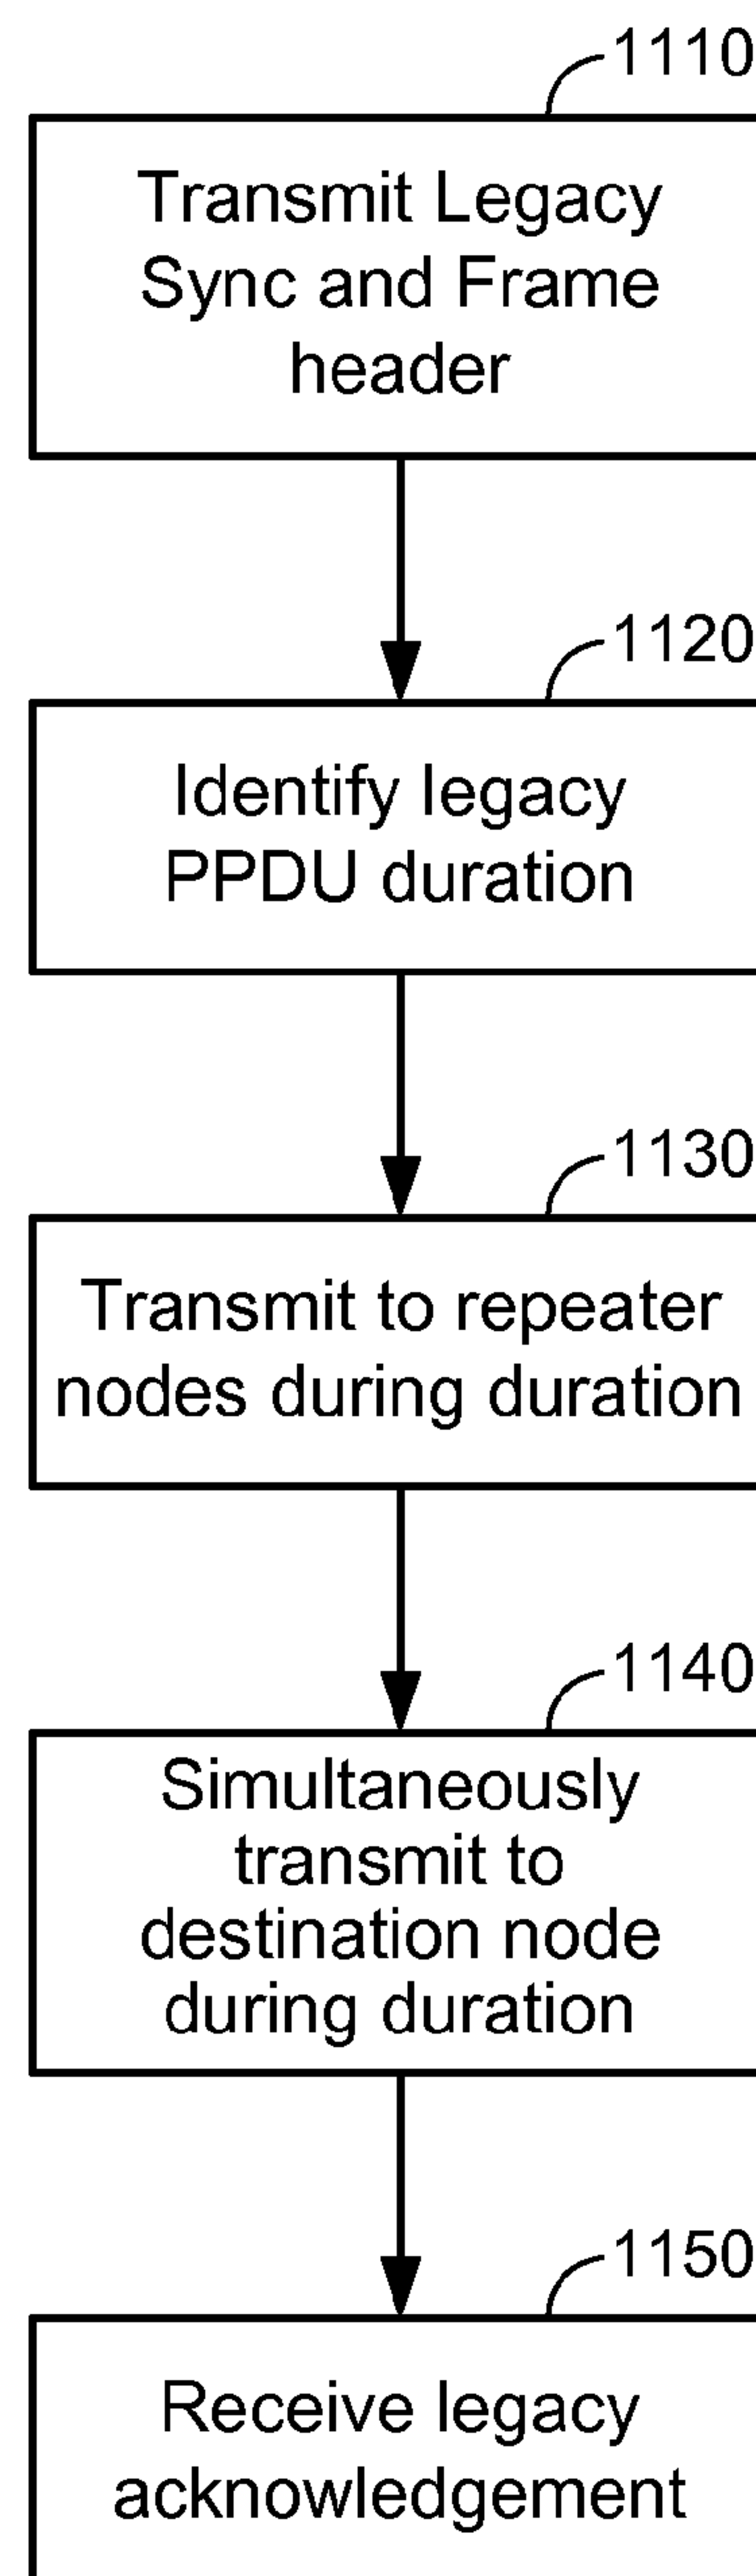 1110
Transmit Legacy
Sync and Frame
header
1120
Identify legacy
PPDU duration
1130
Transmit to repeater
nodes during duration
1140
Simultaneously
transmit to
destination node
during duration
1150
Receive legacy
acknowledgement